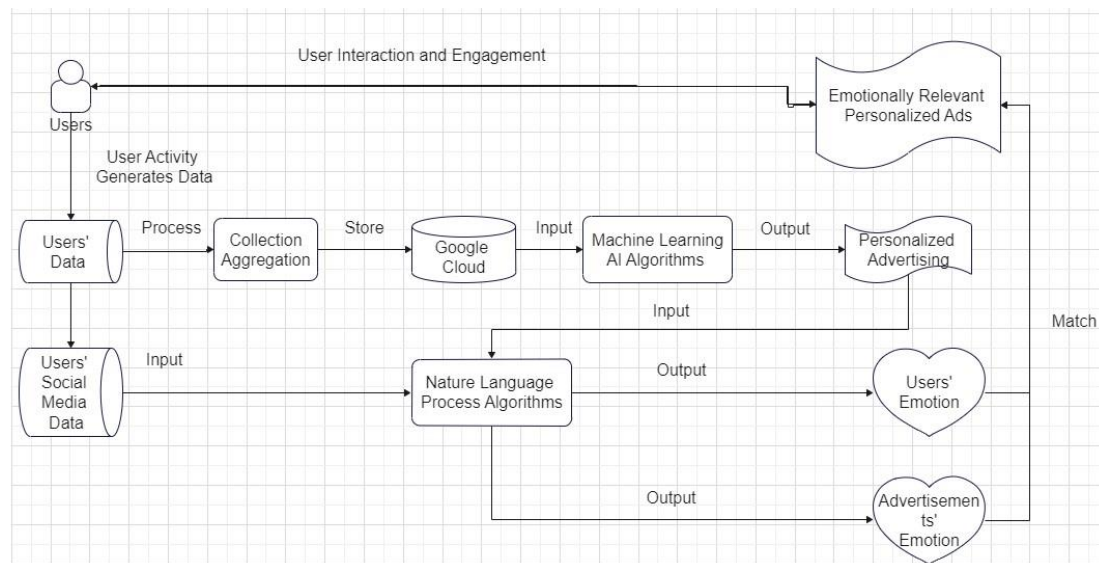 User Interaction and Engagement
Emotionally Relevant
Personalized Ads
Users
User Activity
Generates Data
Users'
Data
Process
Collection
Aggregation
Store
Google
Cloud
Input
Machine Learning
AI Algorithms
Output
Personalized
Advertising
Input
Match
Users'
Social
Media
Data
Input
Nature Language
Process Algorithms
Output
Users'
Emotion
Output
Advertisemen
ts'
Emotion